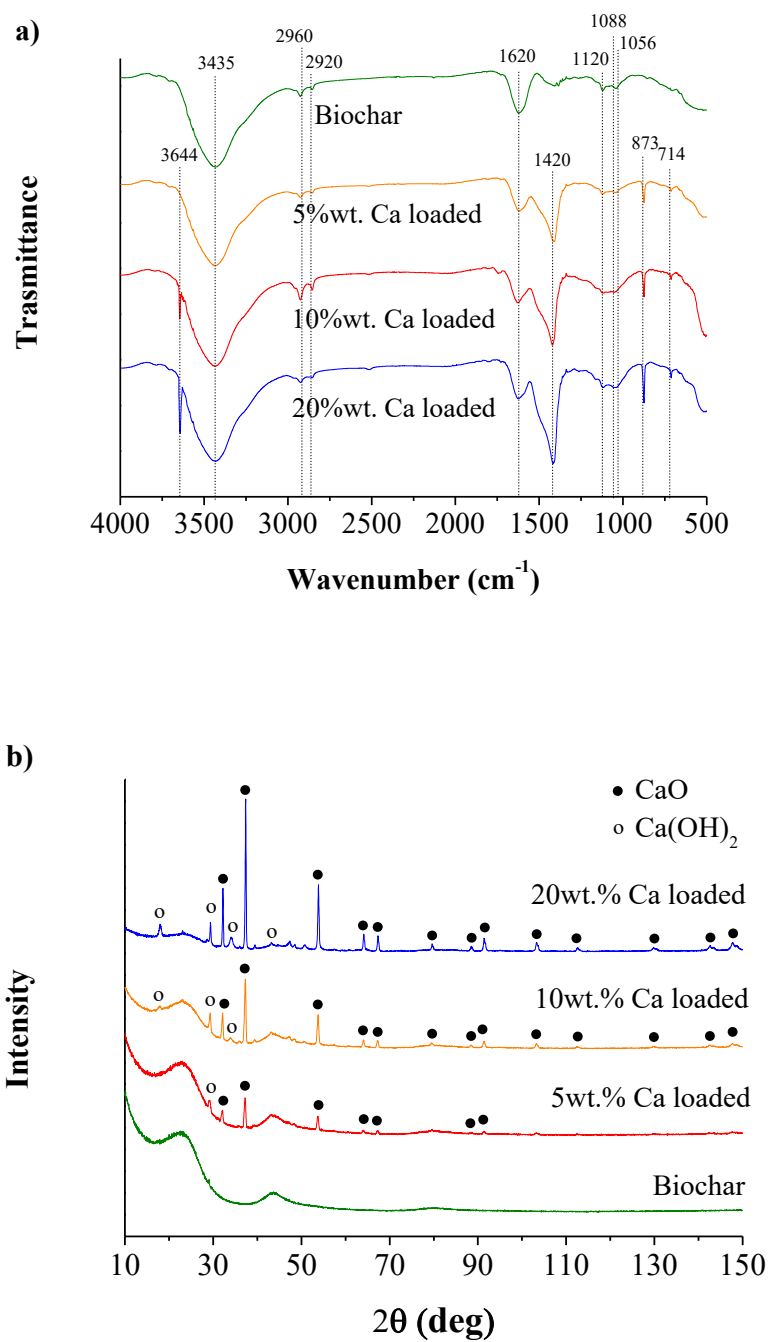 a)
1088
2960
1056
3435
2920
1620
1120
Biochar
3644
873
714
1420
5%wt. Ca loaded
10%wt. Ca loaded
20%wt. Ca loaded
Trasmittance
4000 3500 3000 2500 2000 1500 1000 500
Wavenumber (cm⁻¹)
b)
● CaO
o Ca(OH)₂
20wt.% Ca loaded
10wt.% Ca loaded
5wt.% Ca loaded
Biochar
Intensity
10 30 50 70 90 110 130 150
2θ (deg)